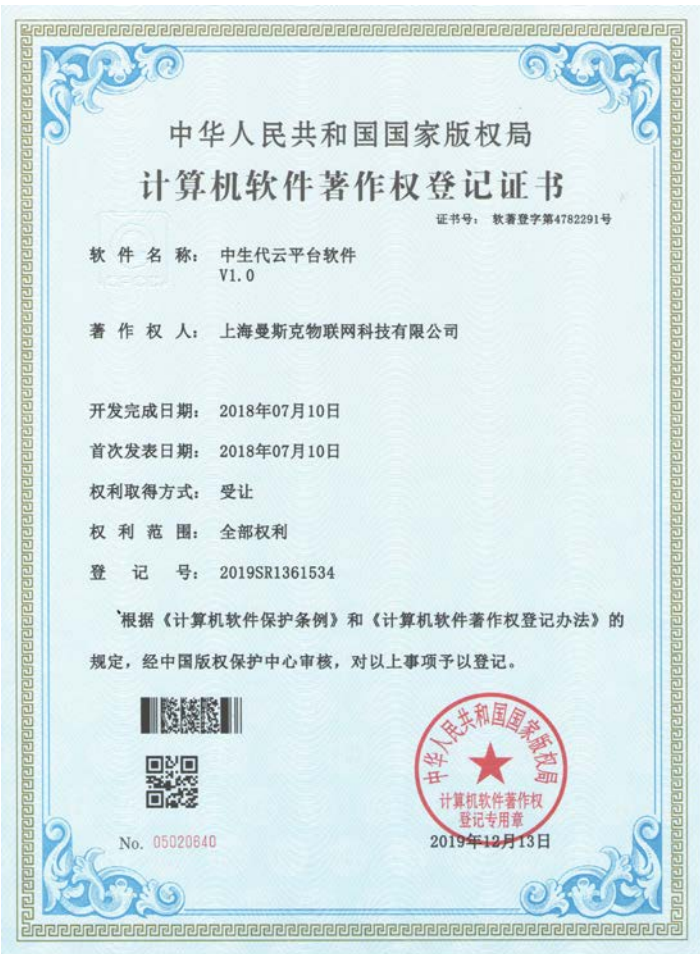 中华人民共和国国家版权局
计算机软件著作权登记证书
证书号： 软著登字第4782291号
软件名称： 中生代云平台软件
V1.0
著作权人： 上海曼斯克物联网科技有限公司
开发完成日期： 2018年07月10日
首次发表日期： 2018年07月10日
权利取得方式： 受让
权利范围： 全部权利
登记号： 2019SR1361534
根据《计算机软件保护条例》和《计算机软件著作权登记办法》的
规定，经中国版权保护中心审核，对以上事项予以登记。
中华人民共和国国家版权局
计算机软件著作权
登记专用章
No. 05020640
2019年12月13日